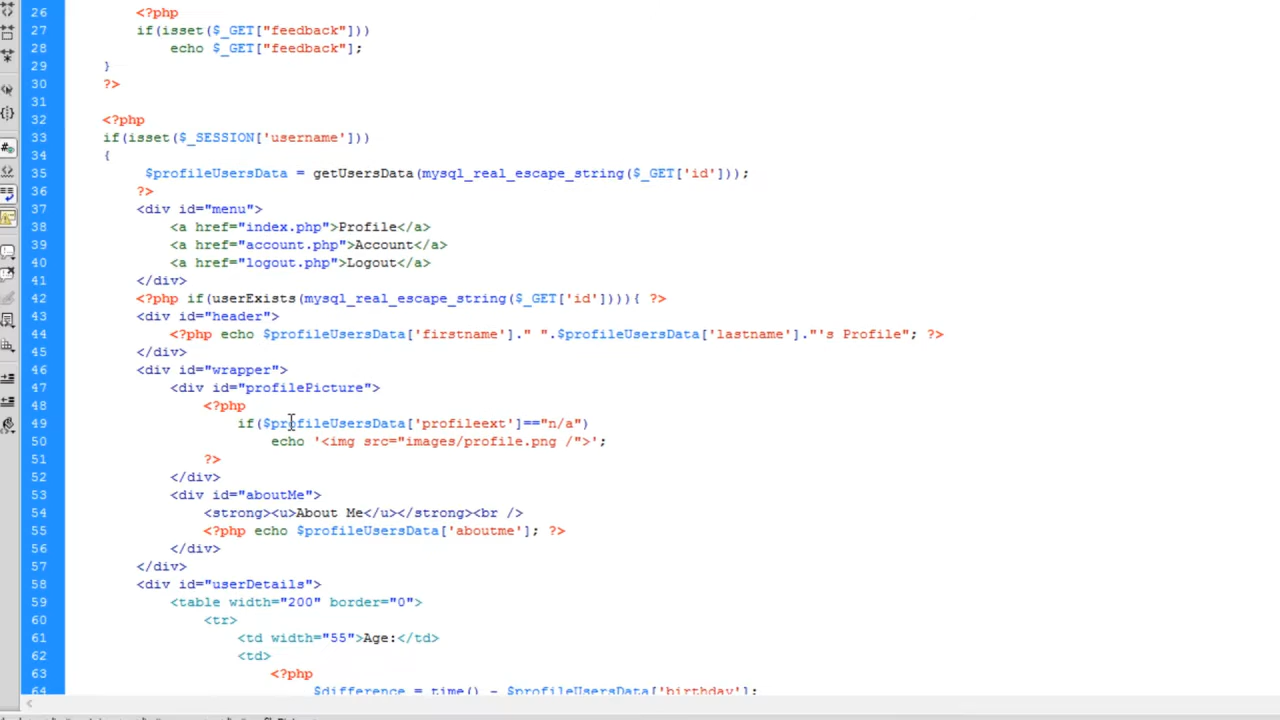 26 <?php
27 if(isset($_GET["feedback"]))
28 echo $_GET["feedback"];
29 }
30 ?>
31
32 <?php
33 if(isset($_SESSION['username']))
34 {
35 $profileUsersData = getUsersData(mysql_real_escape_string($_GET['id']));
36 ?>
37 <div id="menu">
38 <a href="index.php">Profile</a>
39 <a href="account.php">Account</a>
40 <a href="logout.php">Logout</a>
41 </div>
42 <?php if(userExists(mysql_real_escape_string($_GET['id']))){ ?>
43 <div id="header">
44 <?php echo $profileUsersData['firstname']." ".$profileUsersData['lastname']."'s Profile"; ?>
45 </div>
46 <div id="wrapper">
47 <div id="profilePicture">
48 <?php
49 if($profileUsersData['profileext']=="n/a")
50 echo '<img src="images/profile.png /">';
51 ?>
52 </div>
53 <div id="aboutMe">
54 <strong><u>About Me</u></strong><br />
55 <?php echo $profileUsersData['aboutme']; ?>
56 </div>
57 </div>
58 <div id="userDetails">
59 <table width="200" border="0">
60 <tr>
61 <td width="55">Age:</td>
62 <td>
63 <?php
64 $difference = time() - $profileUsersData['birthday'];